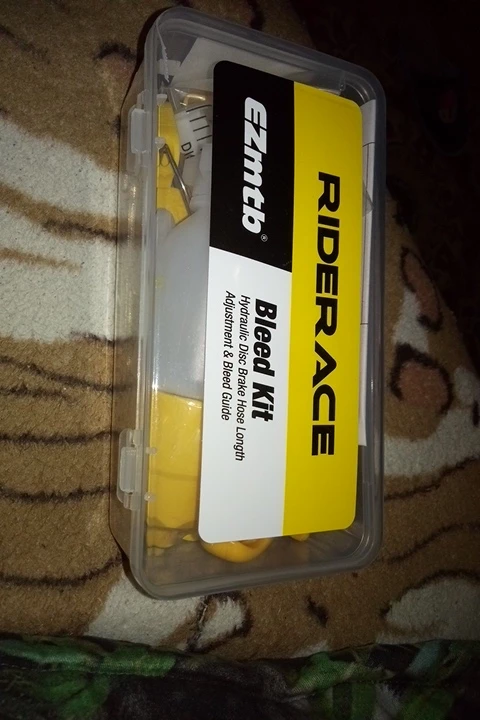 RIDERACE
EZmtb®
Bleed Kit
Hydraulic Disc Brake Hose Length
Adjustment & Bleed Guide